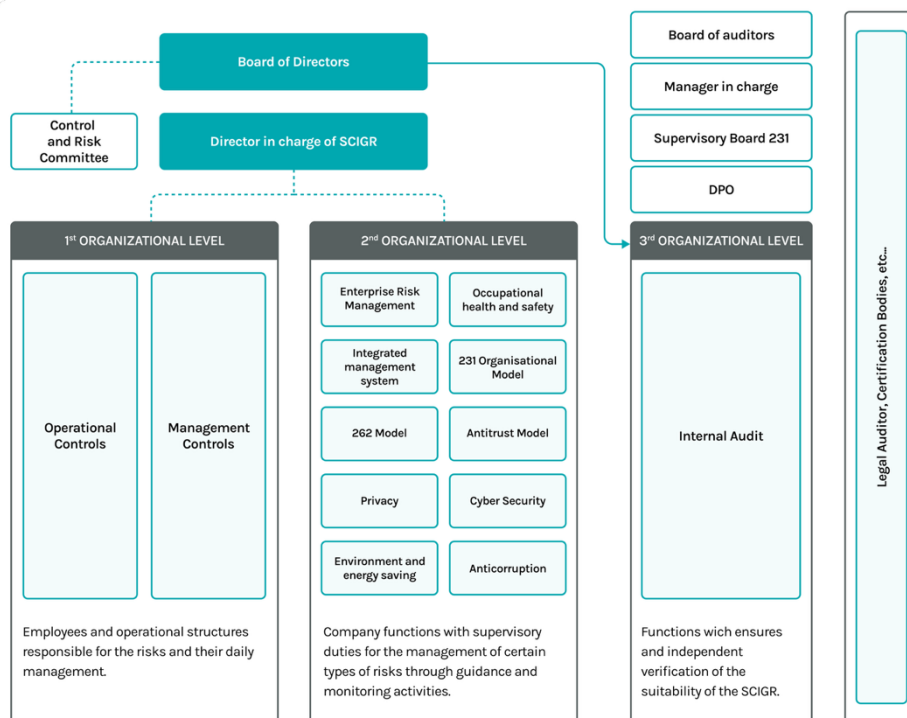 Board of Directors
Control
and Risk
Committee
Director in charge of SCIGR
Board of auditors
Manager in charge
Supervisory Board 231
DPO
1st ORGANIZATIONAL LEVEL
Operational
Controls
Management
Controls
Employees and operational structures
responsible for the risks and their daily
management.
2nd ORGANIZATIONAL LEVEL
Enterprise Risk
Management
Occupational
health and safety
Integrated
management
system
231 Organisational
Model
262 Model
Antitrust Model
Privacy
Cyber Security
Environment and
energy saving
Anticorruption
Company functions with supervisory
duties for the management of certain
types of risks through guidance and
monitoring activities.
3rd ORGANIZATIONAL LEVEL
Internal Audit
Functions wich ensures
and independent
verification of the
suitability of the SCIGR.
Legal Auditor, Certification Bodies, etc...